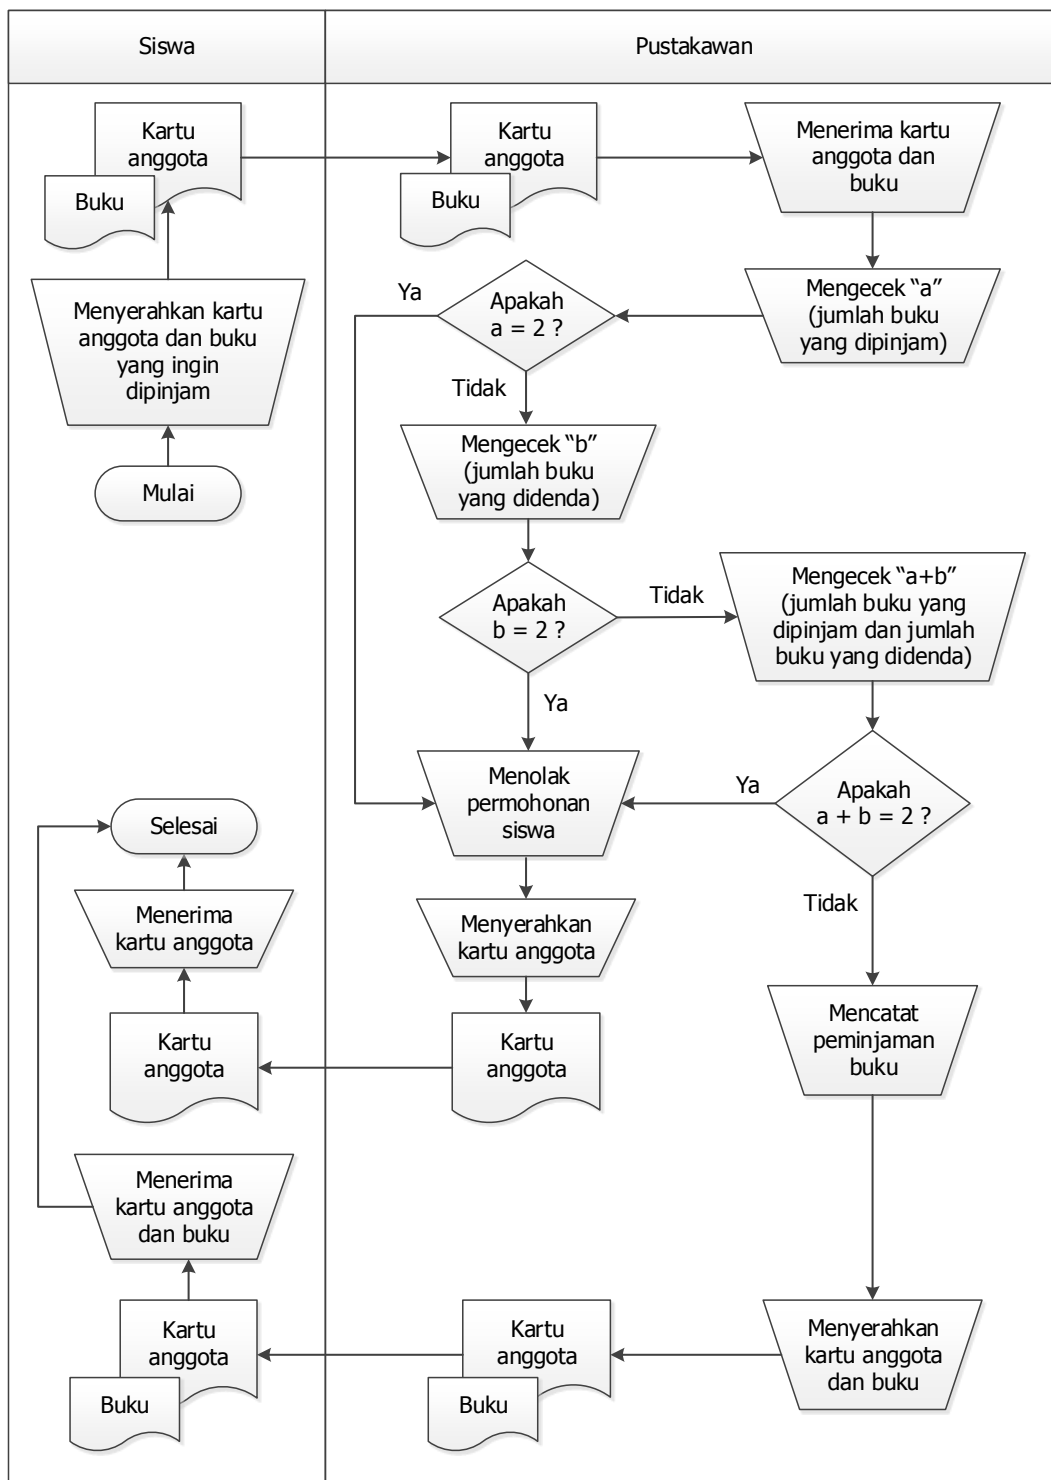 Siswa
Pustakawan
Kartu
anggota
Buku
Kartu
anggota
Buku
Menerima kartu
anggota dan
buku
Menyerahkan kartu
anggota dan buku
yang ingin
dipinjam
Mulai
Ya
Apakah
a = 2 ?
Mengecek “a”
(jumlah buku
yang dipinjam)
Tidak
Mengecek “b”
(jumlah buku
yang didenda)
Apakah
b = 2 ?
Tidak
Mengecek “a+b”
(jumlah buku yang
dipinjam dan jumlah
buku yang didenda)
Ya
Menolak
permohonan
siswa
Ya
Apakah
a + b = 2 ?
Selesai
Menerima
kartu anggota
Menyerahkan
kartu anggota
Tidak
Kartu
anggota
Kartu
anggota
Mencatat
peminjaman
buku
Menerima
kartu anggota
dan buku
Kartu
anggota
Buku
Kartu
anggota
Buku
Menyerahkan
kartu anggota
dan buku